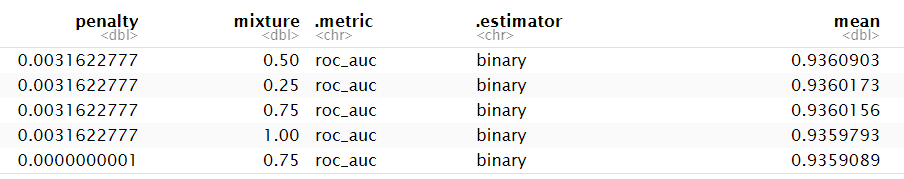 penalty mixture .metric .estimator mean
<dbl> <dbl> <chr> <chr> <dbl>
0.0031622777 0.50 roc_auc binary 0.9360903
0.0031622777 0.25 roc_auc binary 0.9360173
0.0031622777 0.75 roc_auc binary 0.9360156
0.0031622777 1.00 roc_auc binary 0.9359793
0.0000000001 0.75 roc_auc binary 0.9359089